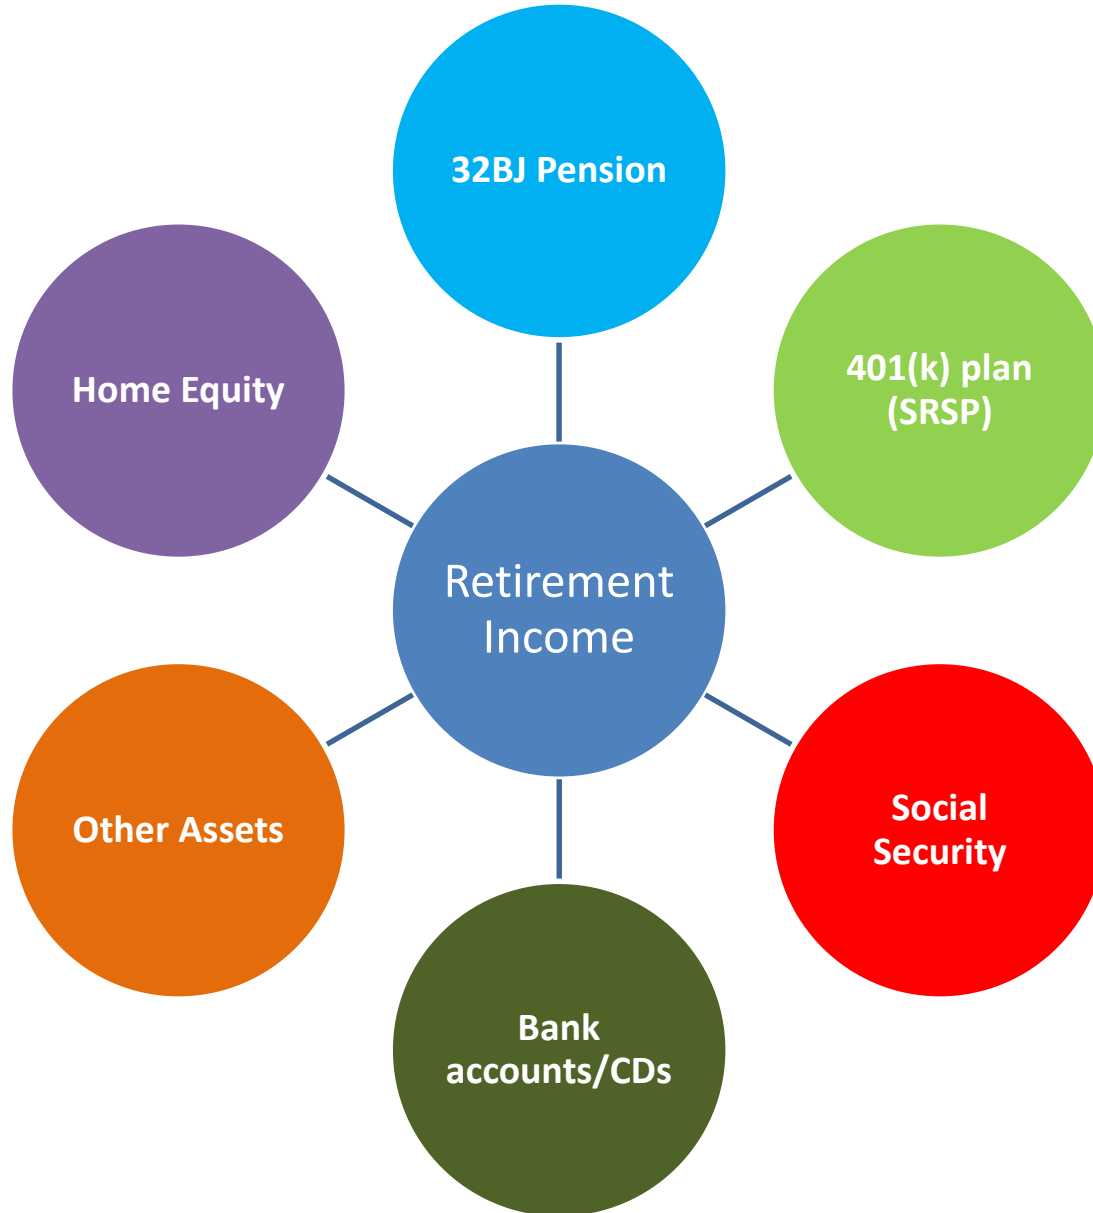 32BJ Pension
401(k) plan
(SRSP)
Home Equity
Retirement
Income
Social
Security
Other Assets
Bank
accounts/CDs